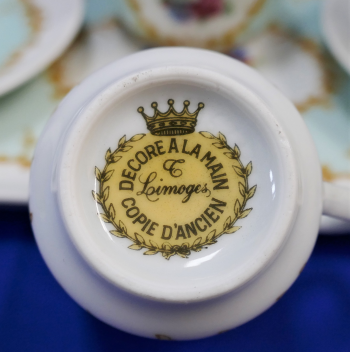 DECORE A LA MAIN
T
Limoges
COPIE D'ANCIEN